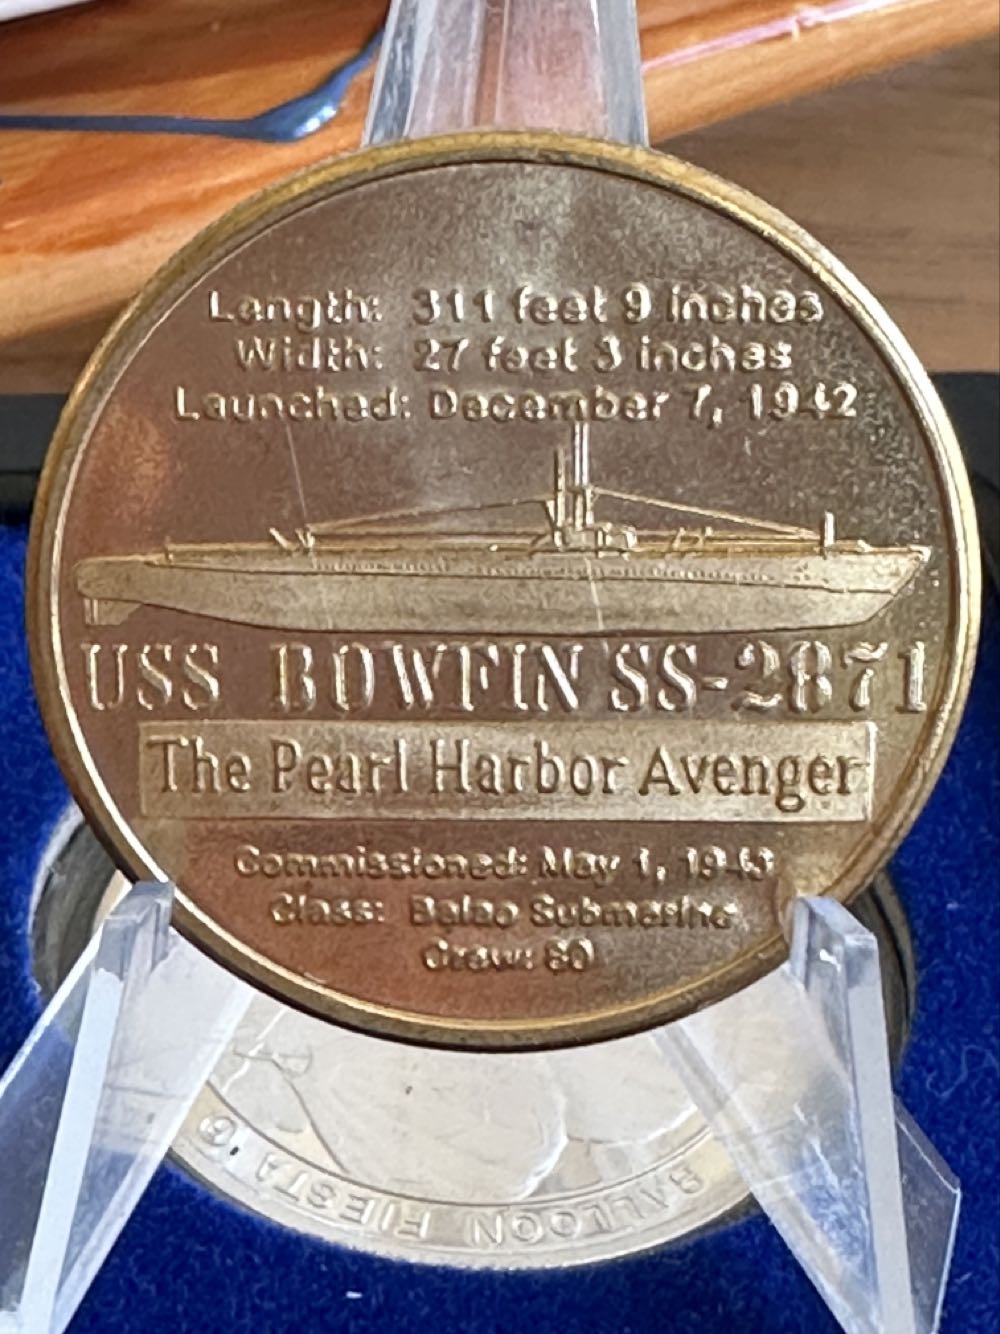 Length: 311 feet 9 inches
Width: 27 feet 3 inches
Launched: December 7, 1942
USS BOWFIN SS-2871
The Pearl Harbor Avenger
Commissioned: May 1, 1943
Class: Balao Submarine
Crew: 80
BALLOON FIESTA